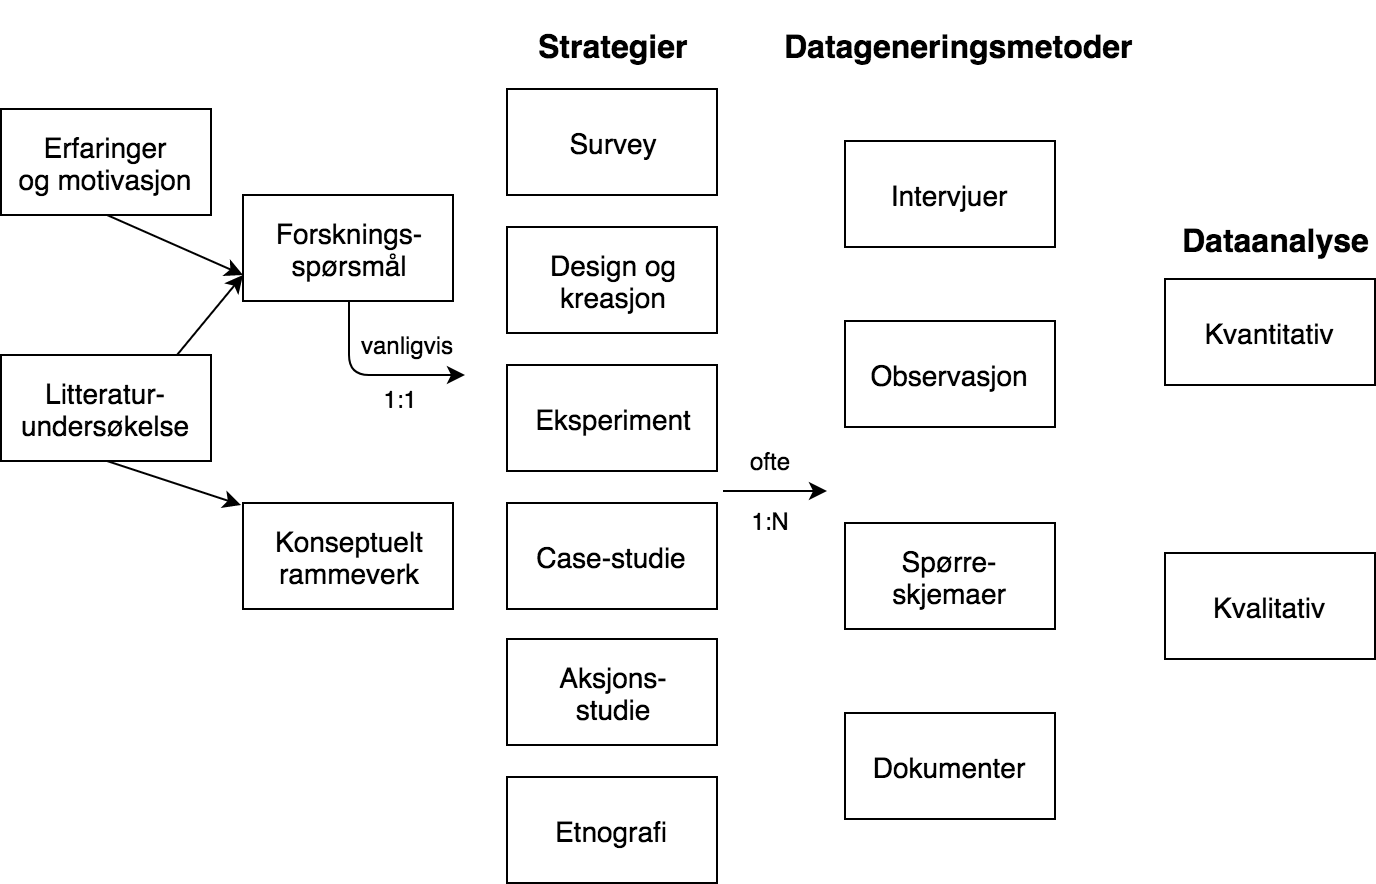 Strategier
Datageneringsmetoder
Erfaringer
og motivasjon
Litteratur-
undersøkelse
Forsknings-
spørsmål
vanligvis
1:1
Konseptuelt
rammeverk
Survey
Design og
kreasjon
Eksperiment
Case-studie
Aksjons-
studie
Etnografi
ofte
1:N
Intervjuer
Observasjon
Spørre-
skjemaer
Dokumenter
Dataanalyse
Kvantitativ
Kvalitativ